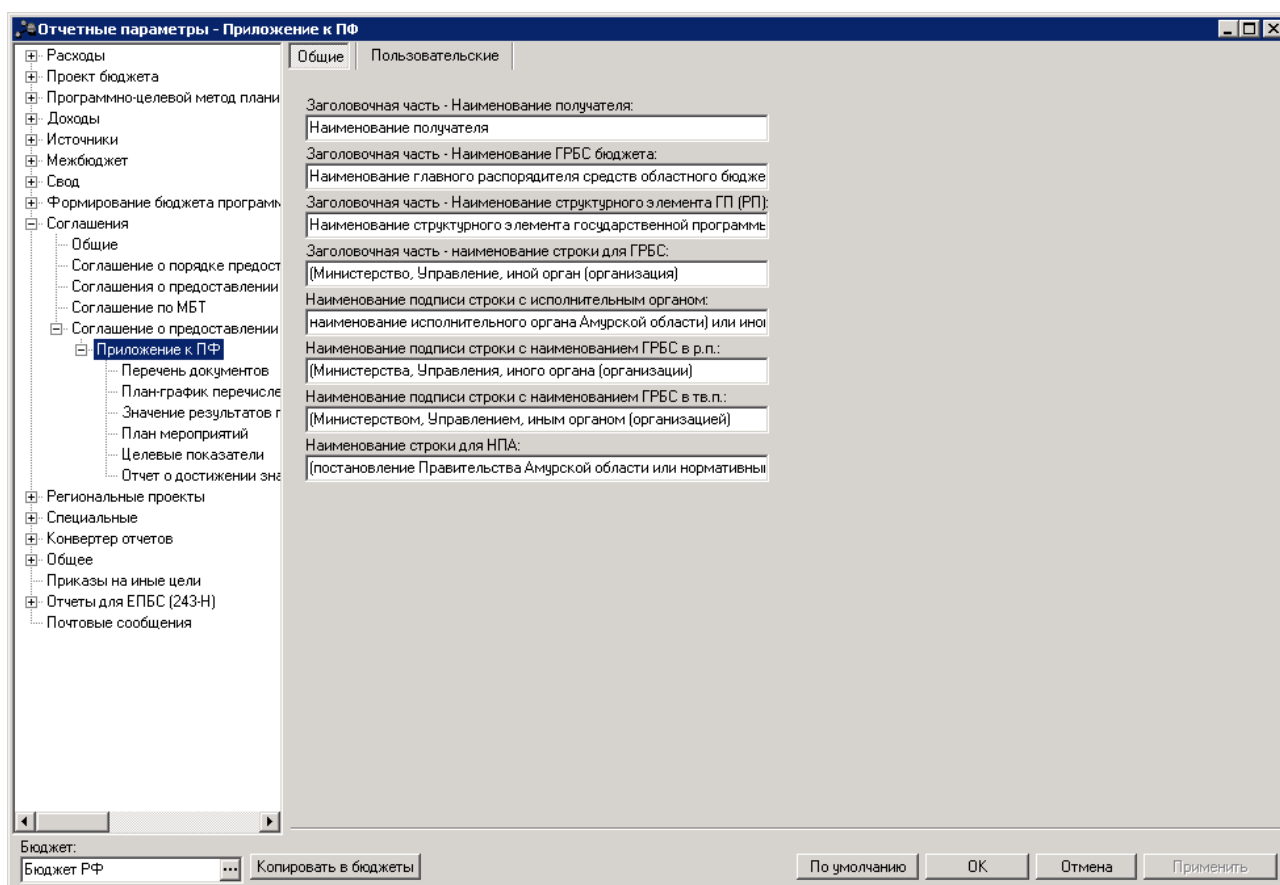 Отчетные параметры - Приложение к ПФ
Расходы
Проект бюджета
Программно-целевой метод плани
Доходы
Источники
Межбюджет
Свод
Формирование бюджета программ
Соглашения
Общие
Соглашение о порядке предост
Соглашения о предоставлении
Соглашение по МБТ
Соглашение о предоставлении
Приложение к ПФ
Перечень документов
План-график перечисле
Значение результатов п
План мероприятий
Целевые показатели
Отчет о достижении зна
Региональные проекты
Специальные
Конвертер отчетов
Общее
Приказы на иные цели
Отчеты для ЕПБС (243-Н)
Почтовые сообщения
Общие
Пользовательские
Заголовочная часть - Наименование получателя:
Наименование получателя
Заголовочная часть - Наименование ГРБС бюджета:
Наименование главного распорядителя средств областного бюдже
Заголовочная часть - Наименование структурного элемента ГП (РП):
Наименование структурного элемента государственной программы
Заголовочная часть - наименование строки для ГРБС:
(Министерство, Управление, иной орган (организация)
Наименование подписи строки с исполнительным органом:
наименование исполнительного органа Амурской области) или ино
Наименование подписи строки с наименованием ГРБС в р.п.:
(Министерства, Управления, иного органа (организации)
Наименование подписи строки с наименованием ГРБС в тв.п.:
(Министерством, Управлением, иным органом (организацией)
Наименование строки для НПА:
(постановление Правительства Амурской области или нормативны
Бюджет:
Бюджет РФ
...
Копировать в бюджеты
По умолчанию
OK
Отмена
Применить